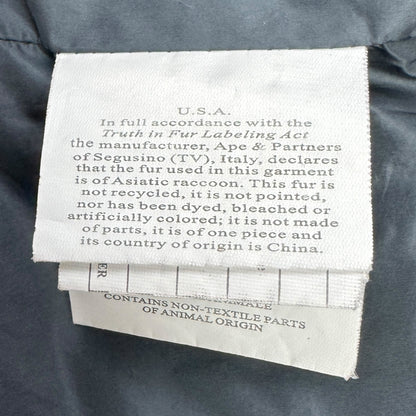 U.S.A.
In full accordance with the
Truth in Fur Labeling Act
the manufacturer, Ape & Partners
of Segusino (TV), Italy, declares
that the fur used in this garment
is of Asiatic raccoon. This fur is
not recycled, it is not pointed,
nor has been dyed, bleached or
artificially colored; it is not made
of parts, it is of one piece and
its country of origin is China.
CONTAINS NON-TEXTILE PARTS
OF ANIMAL ORIGIN